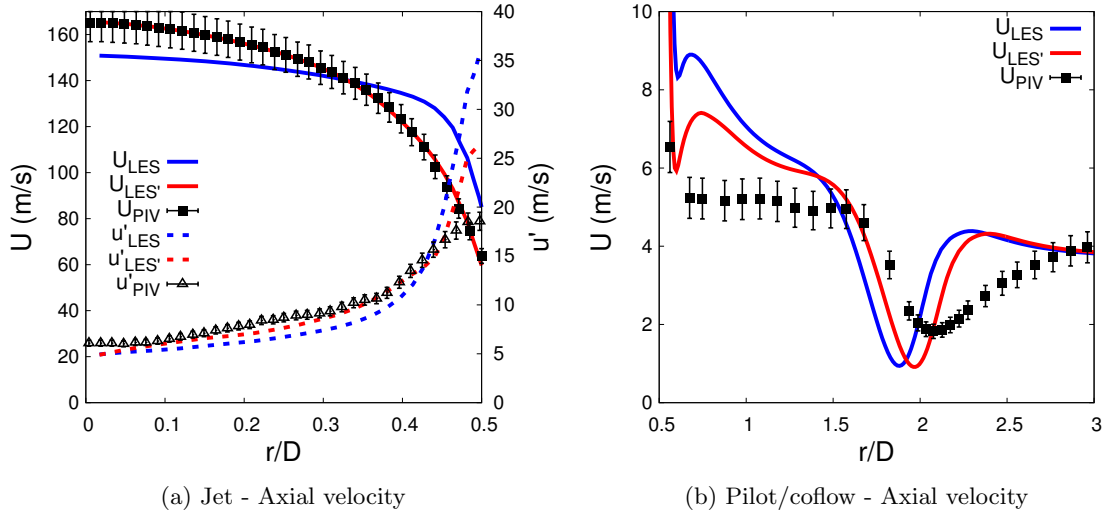 180
160
140
120
100
80
60
40
20
0
U (m/s)
U_LES
U_LES'
U_PIV
u'_LES
u'_LES'
u'_PIV
40
35
30
25
20
15
10
5
0
u' (m/s)
0 0.1 0.2 0.3 0.4 0.5
r/D
(a) Jet - Axial velocity
10
8
6
4
2
0
U (m/s)
U_LES
U_LES'
U_PIV
0.5 1 1.5 2 2.5 3
r/D
(b) Pilot/coflow - Axial velocity